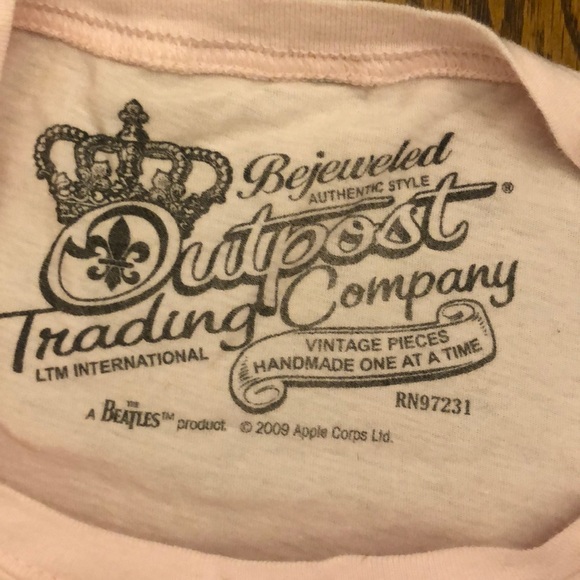 Bejeweled
AUTHENTIC STYLE
Outpost®
Trading Company
LTM INTERNATIONAL
VINTAGE PIECES
HANDMADE ONE AT A TIME
RN97231
A THE BEATLES™ product. © 2009 Apple Corps Ltd.